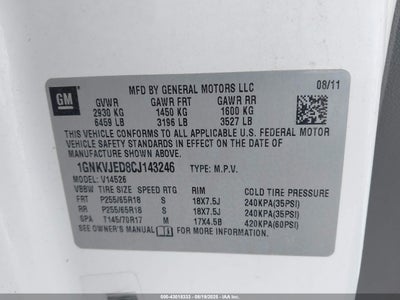 MFD BY GENERAL MOTORS LLC 08/11
GM
GVWR GAWR FRT GAWR RR
2930 KG 1450 KG 1600 KG
6459 LB 3196 LB 3527 LB
THIS VEHICLE CONFORMS TO ALL APPLICABLE U.S. FEDERAL MOTOR
VEHICLE SAFETY STANDARDS IN EFFECT ON THE DATE OF
MANUFACTURE SHOWN ABOVE.
1GNKVJED8CJ143246 TYPE: M.P.V.
MODEL: V14526
VBBW TIRE SIZE SPEED RTG RIM COLD TIRE PRESSURE
FRT P255/65R18 S 18X7.5J 240KPA(35PSI)
RR P255/65R18 S 18X7.5J 240KPA(35PSI)
SPA T145/70R17 M 17X4.5B 420KPA(60PSI)
SEE OWNER'S MANUAL FOR ADDITIONAL INFORMATION.